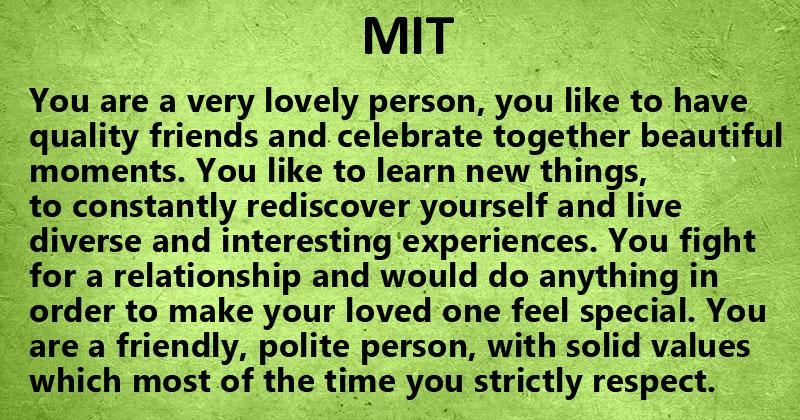 MIT
You are a very lovely person, you like to have
quality friends and celebrate together beautiful
moments. You like to learn new things,
to constantly rediscover yourself and live
diverse and interesting experiences. You fight
for a relationship and would do anything in
order to make your loved one feel special. You
are a friendly, polite person, with solid values
which most of the time you strictly respect.